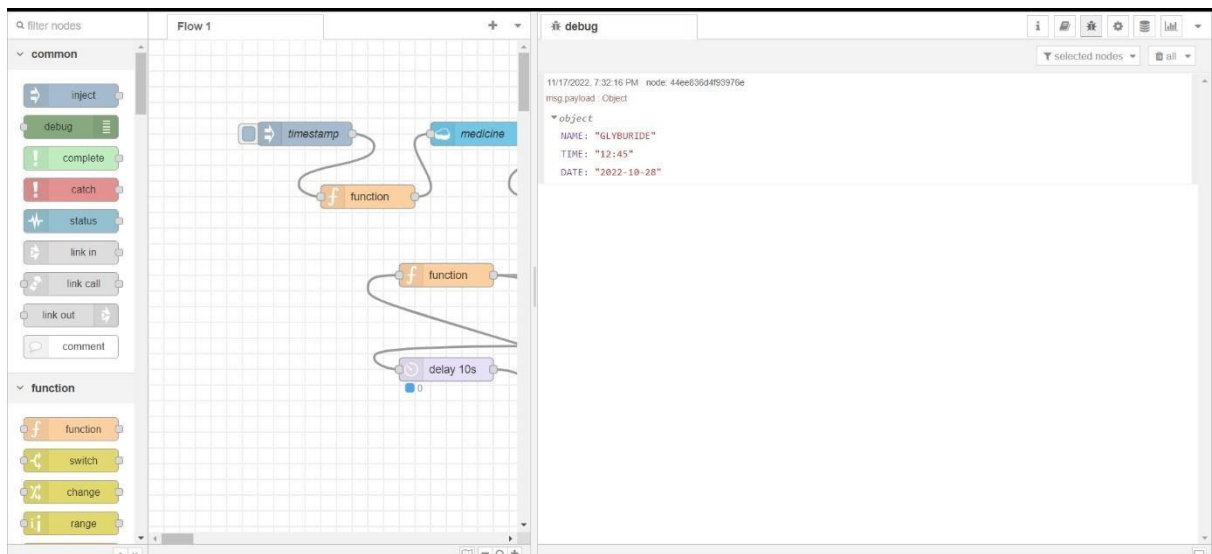 filter nodes
common
inject
debug
complete
catch
status
link in
link call
link out
comment
function
function
switch
change
range
Flow 1
timestamp
medicine
function
function
delay 10s
0
debug
selected nodes
all
11/17/2022, 7:32:16 PM node: 44ee836d4f93976e
msg.payload : Object
object
NAME: "GLYBURIDE"
TIME: "12:45"
DATE: "2022-10-28"